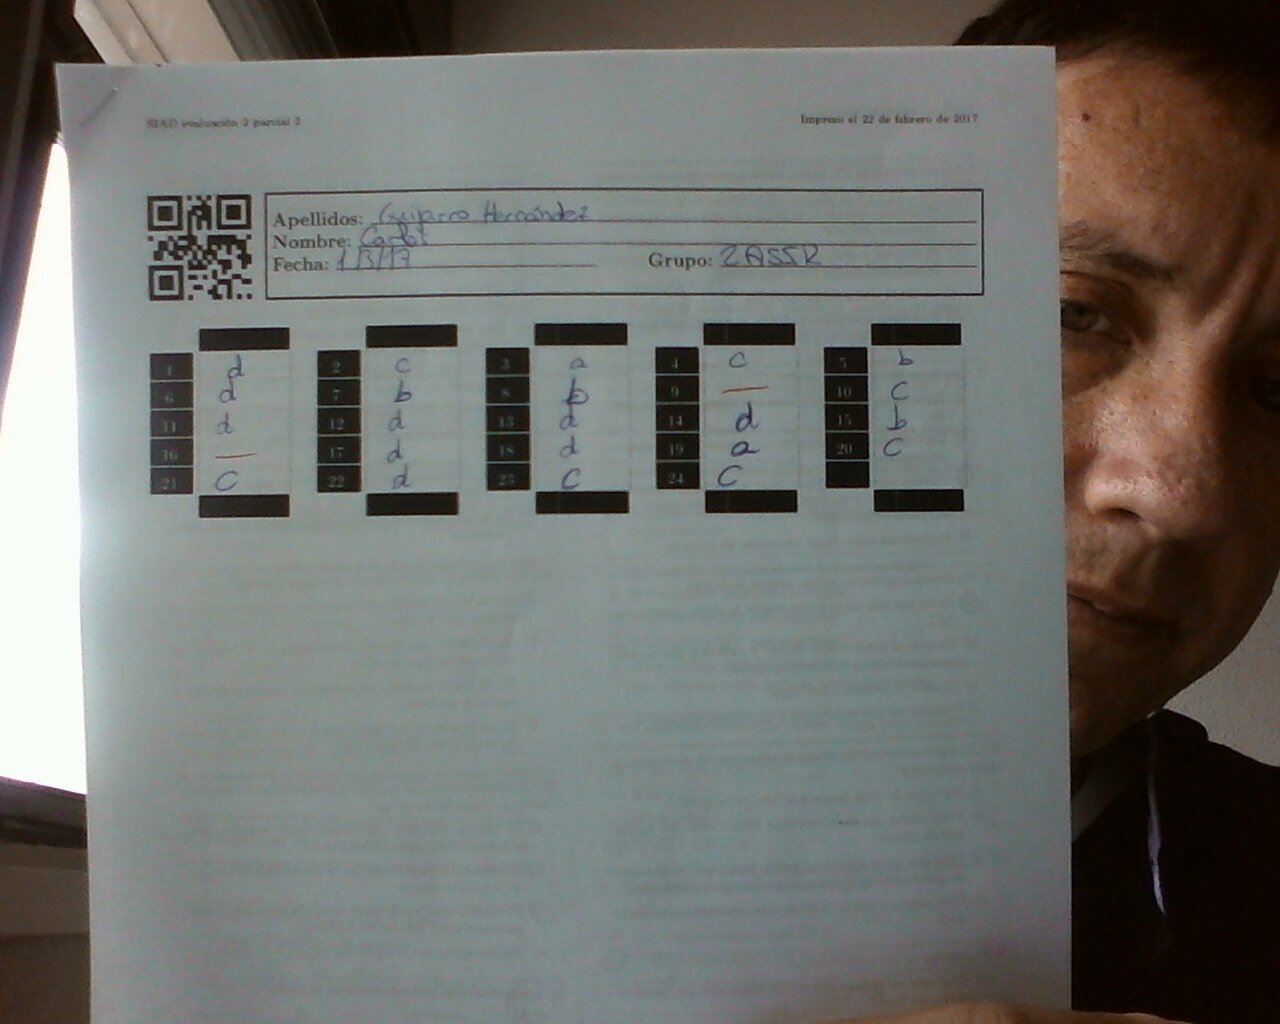 SIAD evaluación 2 parcial 3 Impreso el 22 de febrero de 2017
Apellidos: Guijarro Hernández
Nombre: Carlos
Fecha: 1/3/17 Grupo: 2ASSR
1 d 2 c 3 a 4 c 5 b
6 d 7 b 8 b 9 — 10 c
11 d 12 d 13 d 14 d 15 b
16 — 17 d 18 d 19 a 20 c
21 c 22 d 23 c 24 c